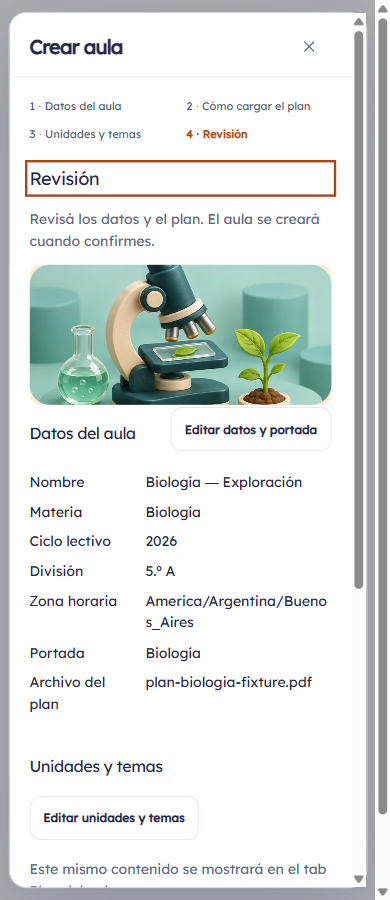 Crear aula
1 · Datos del aula
2 · Cómo cargar el plan
3 · Unidades y temas
4 · Revisión
Revisión
Revisá los datos y el plan. El aula se creará
cuando confirmes.
Datos del aula
Editar datos y portada
Nombre Biología — Exploración
Materia Biología
Ciclo lectivo 2026
División 5.º A
Zona horaria America/Argentina/Bueno
s_Aires
Portada Biología
Archivo del plan-biologia-fixture.pdf
plan
Unidades y temas
Editar unidades y temas
Este mismo contenido se mostrará en el tab